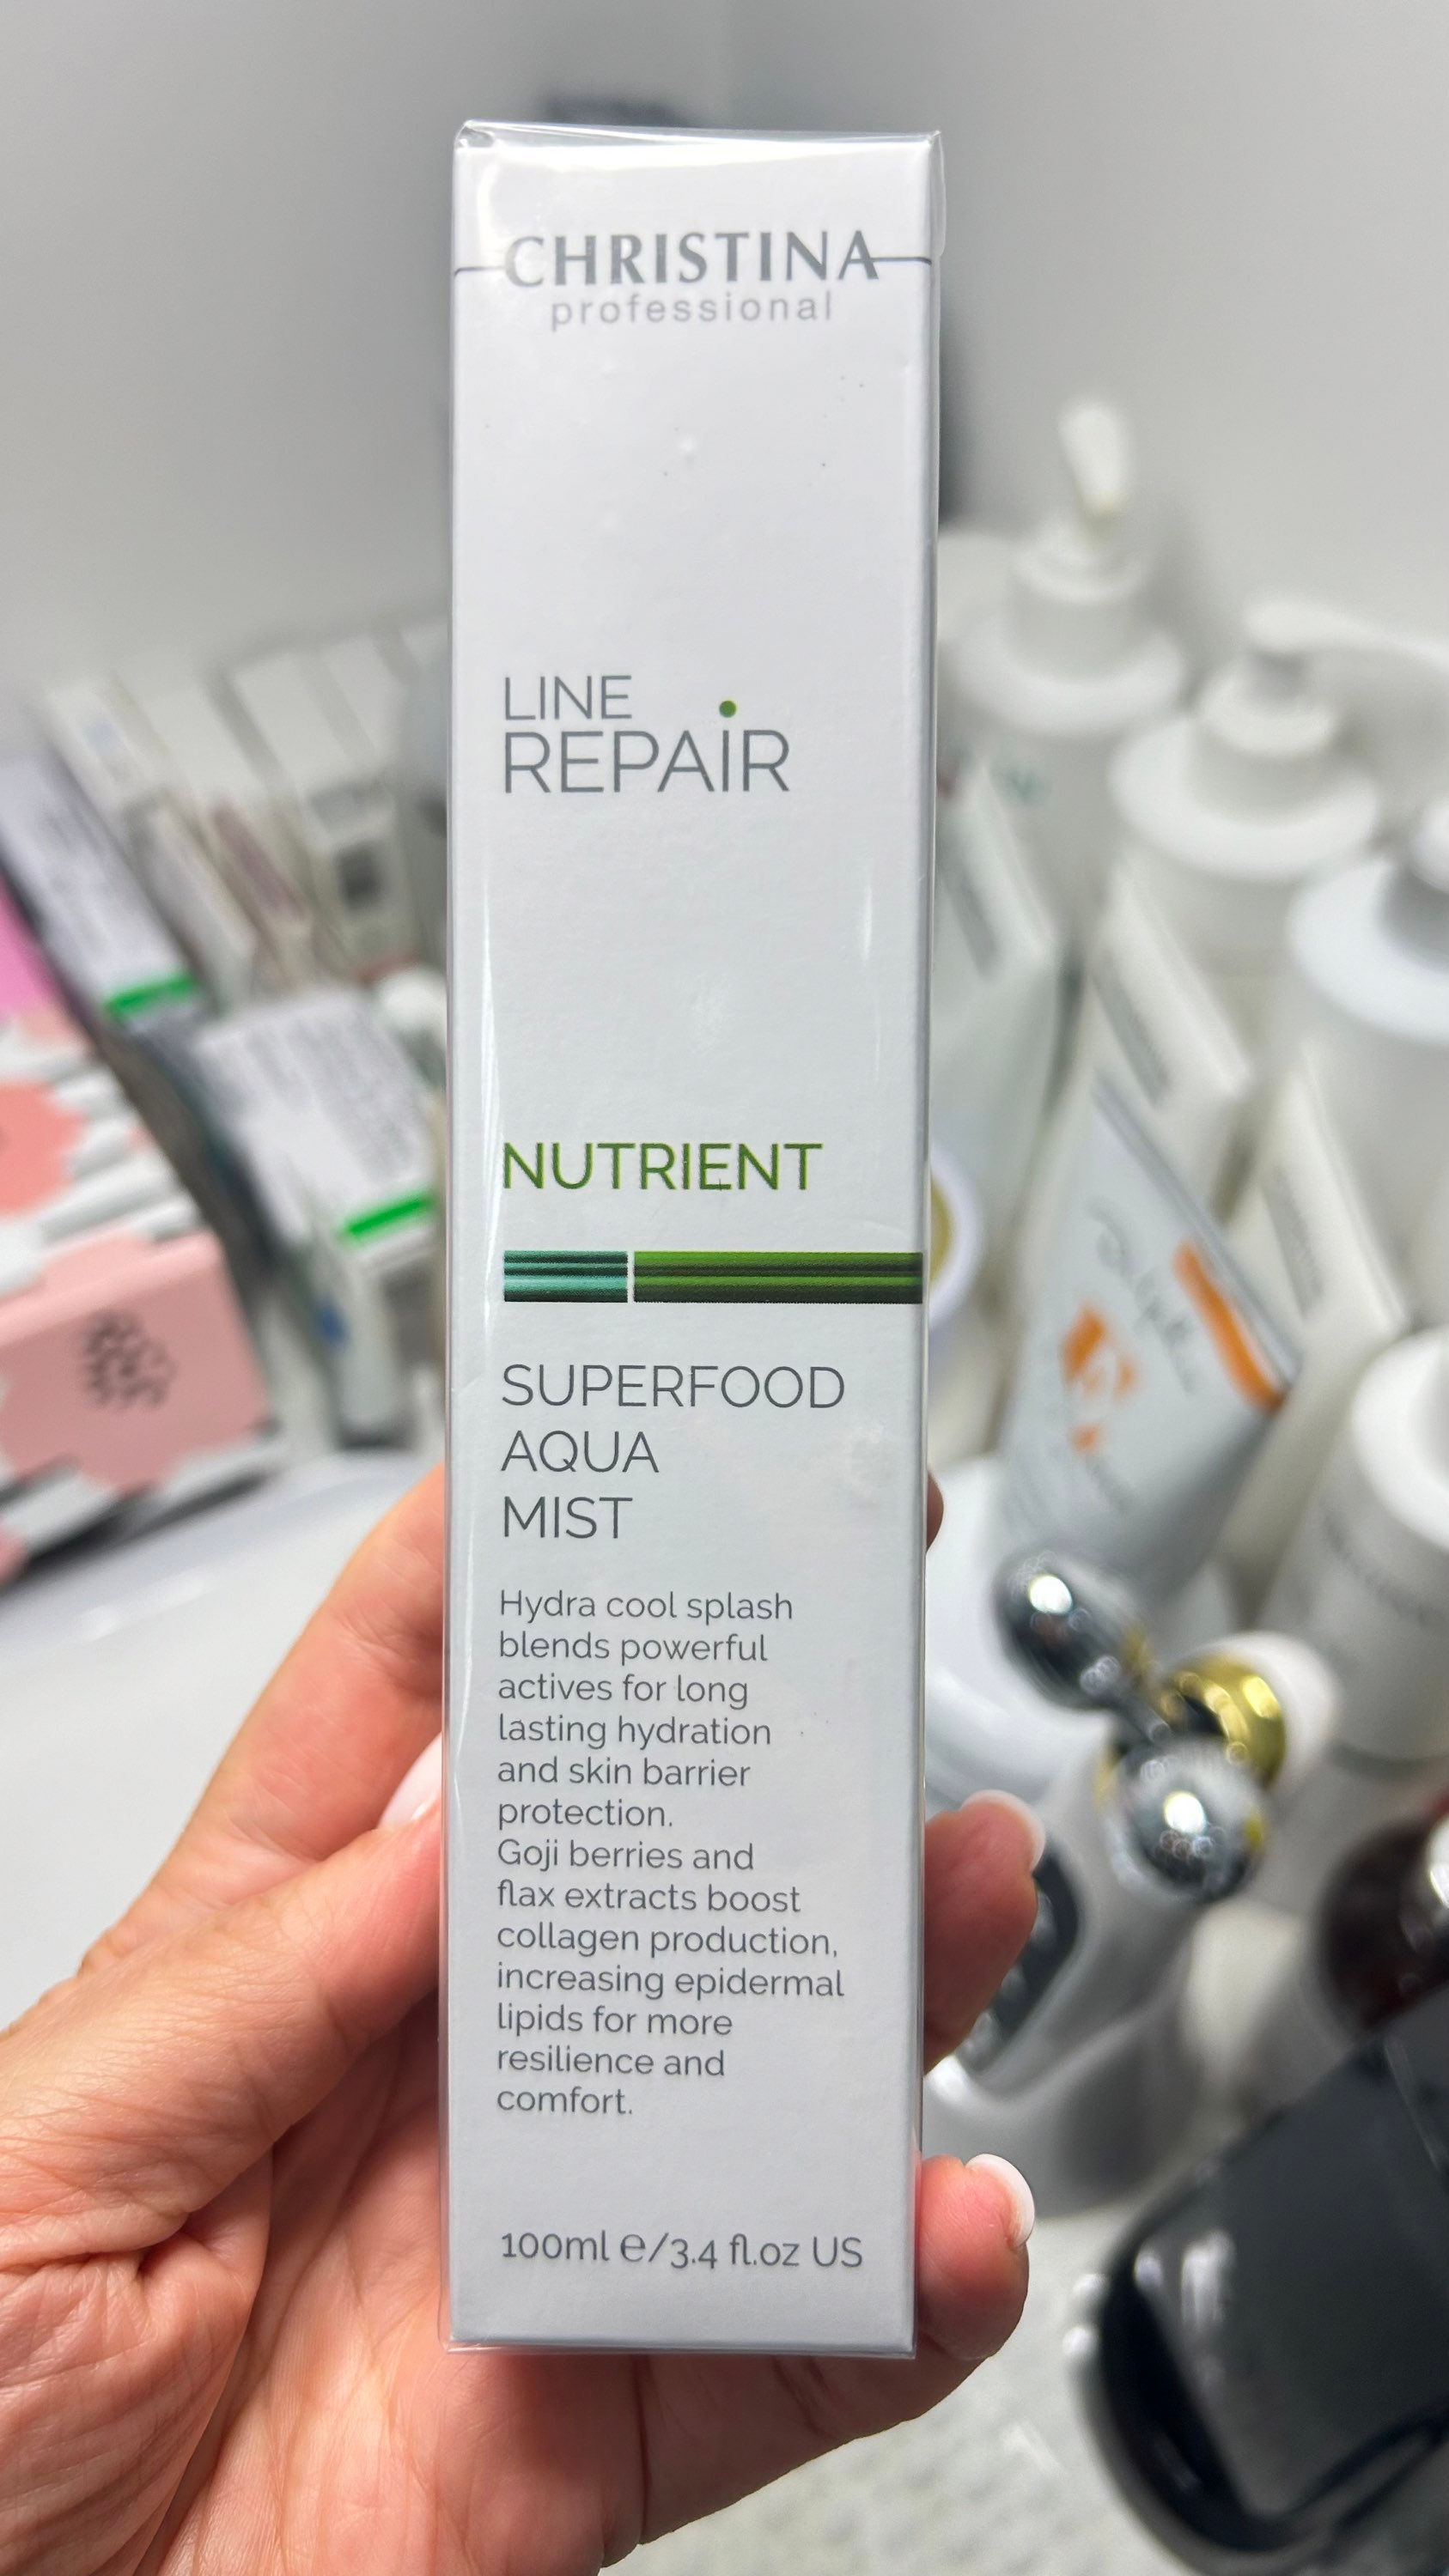 CHRISTINA
professional
LINE
REPAiR
NUTRIENT
SUPERFOOD
AQUA
MIST
Hydra cool splash
blends powerful
actives for long
lasting hydration
and skin barrier
protection.
Goji berries and
flax extracts boost
collagen production,
increasing epidermal
lipids for more
resilience and
comfort.
100ml ℮/3.4 fl.oz US